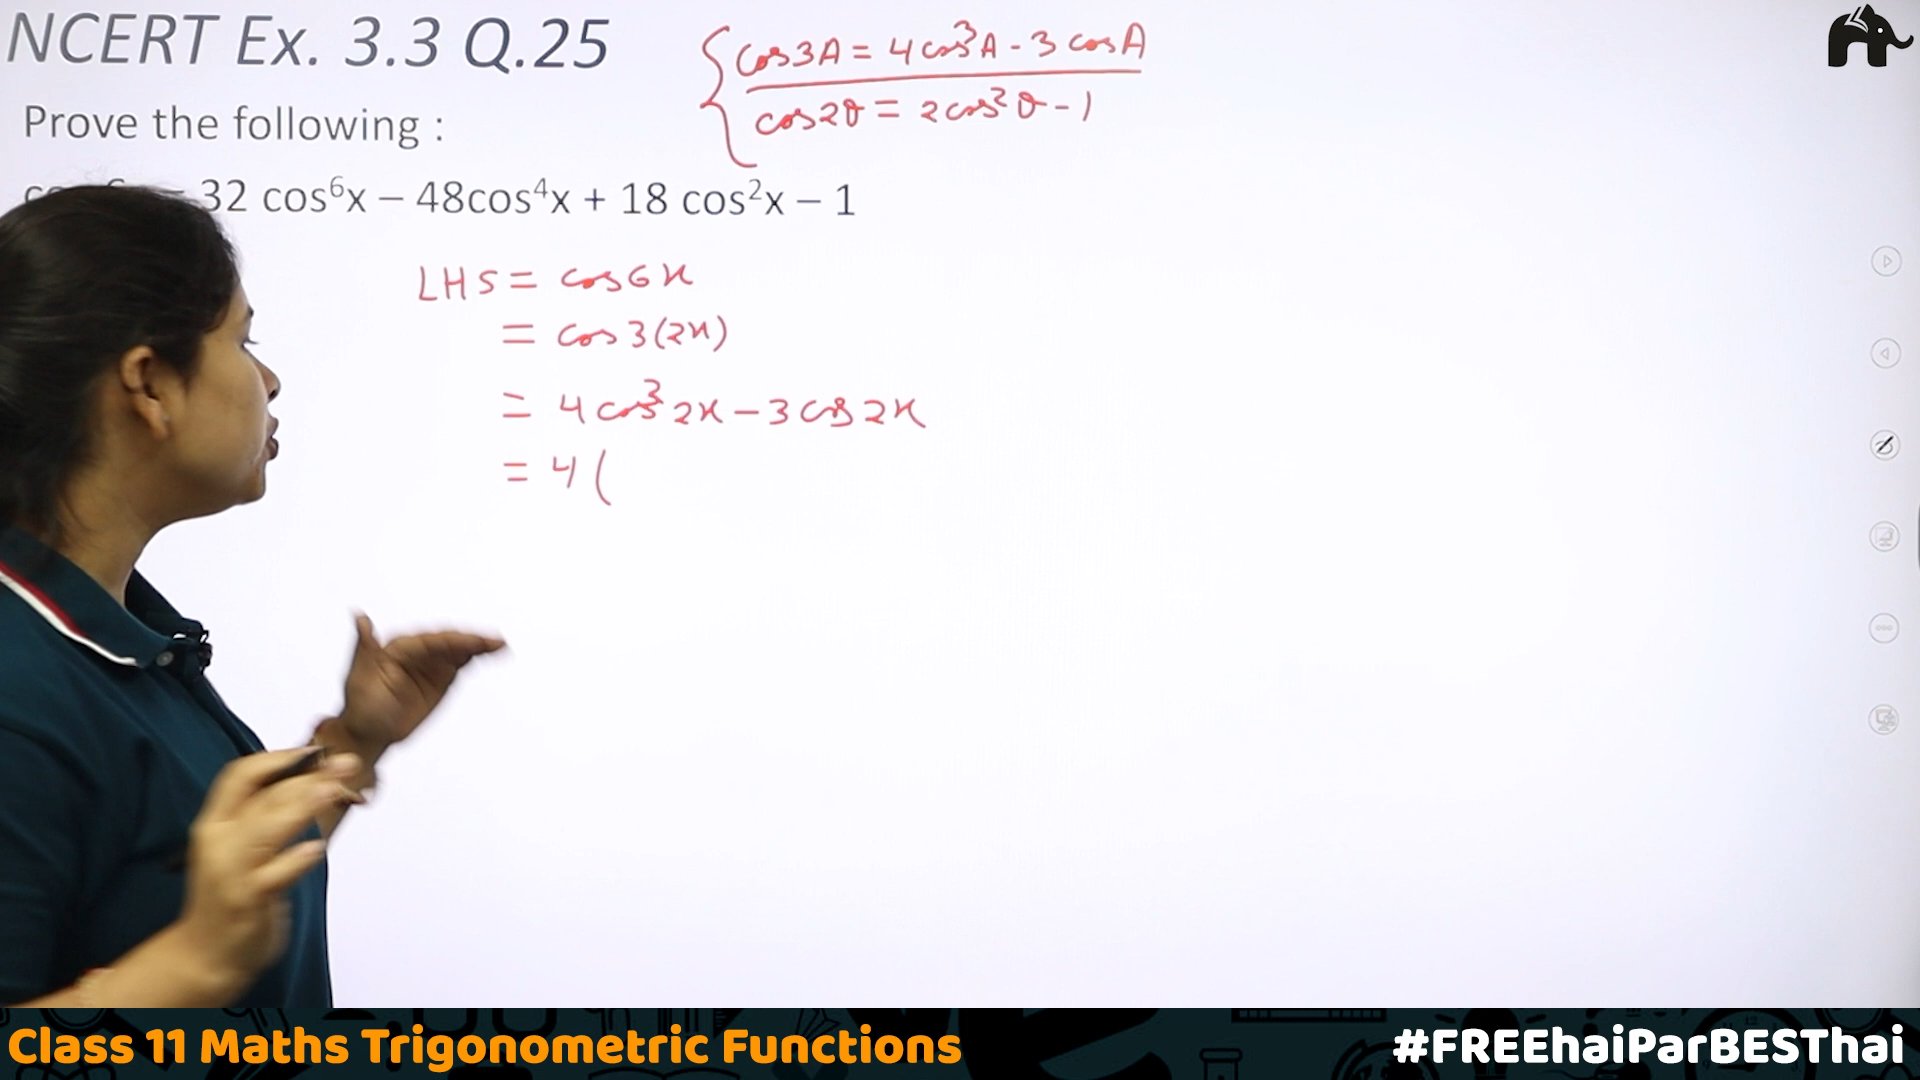 NCERT Ex. 3.3 Q.25
cos3A = 4cos³A - 3cosA
cos2θ = 2cos²θ - 1
Prove the following :
32 cos⁶x – 48cos⁴x + 18 cos²x – 1
LHS = cos6x
= cos3(2x)
= 4cos³2x - 3cos2x
= 4(
Class 11 Maths Trigonometric Functions
#FREEhaiParBESThai